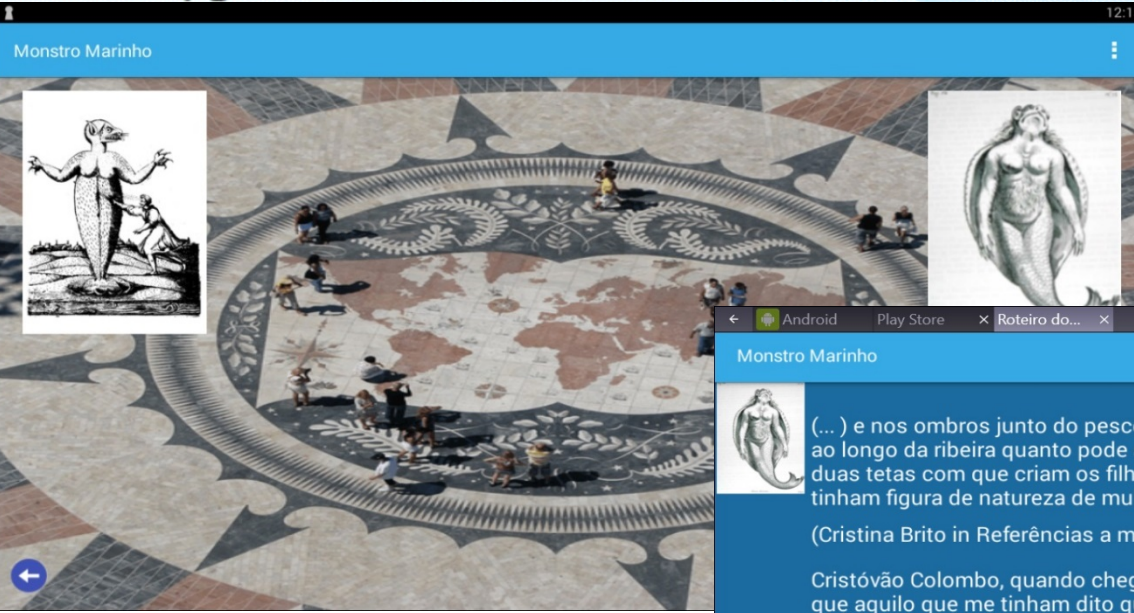 12:1
Monstro Marinho
Android Play Store × Roteiro do... ×
Monstro Marinho
(... ) e nos ombros junto do pesc
ao longo da ribeira quanto pode
duas tetas com que criam os filh
tinham figura de natureza de mu
(Cristina Brito in Referências a m
Cristóvão Colombo, quando cheg
que aquilo que me tinham dito q